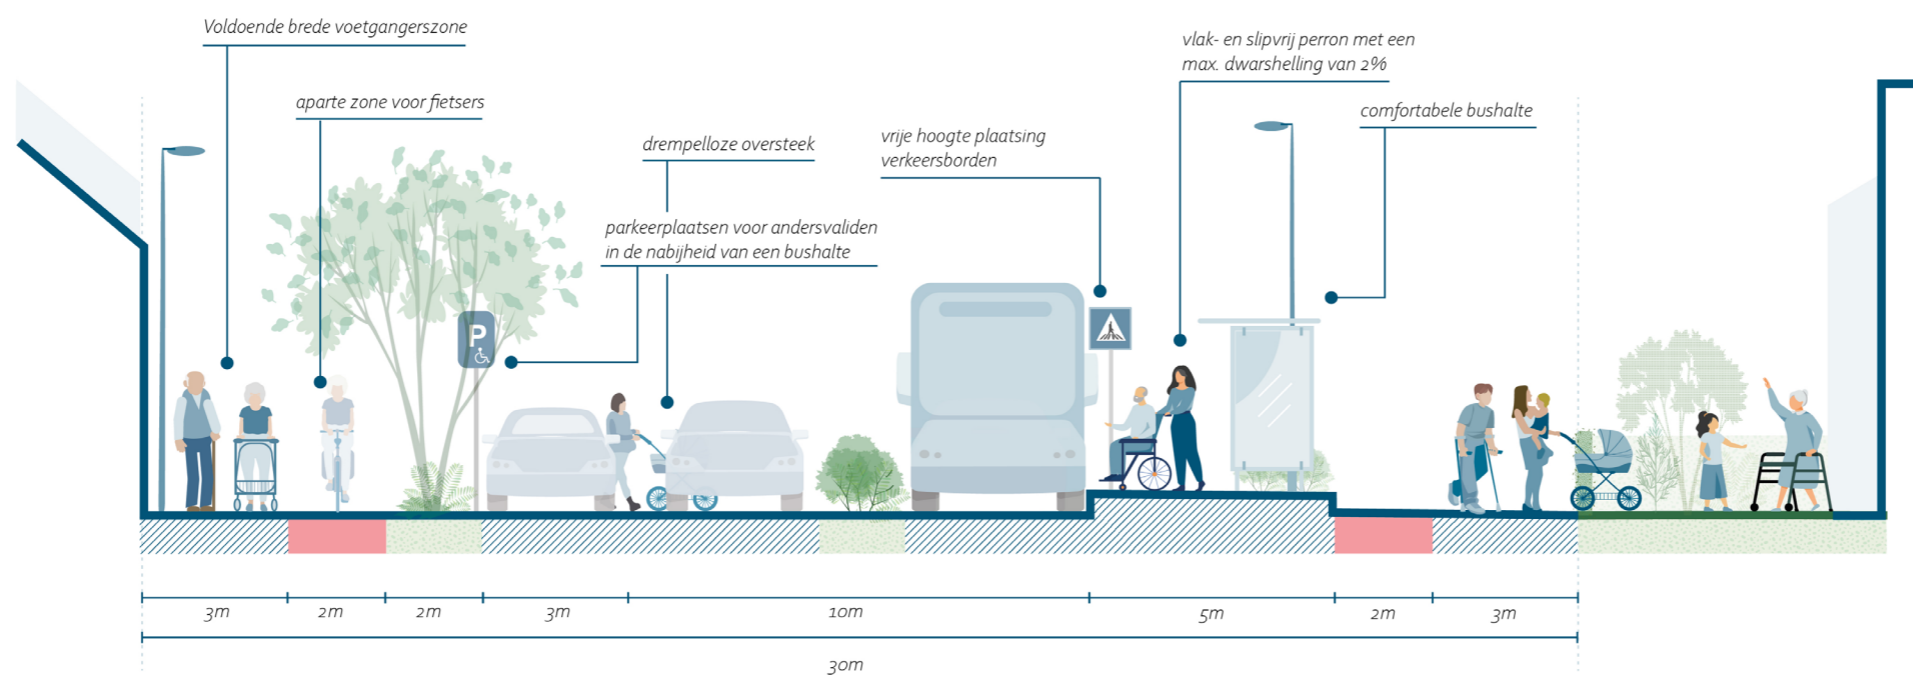 Voldoende brede voetgangerszone
aparte zone voor fietsers
drempelloze oversteek
parkeerplaatsen voor andersvaliden
in de nabijheid van een bushalte
vrije hoogte plaatsing
verkeersborden
vlak- en slipvrij perron met een
max. dwarshelling van 2%
comfortabele bushalte
P
3m
2m
2m
3m
10m
5m
2m
3m
30m